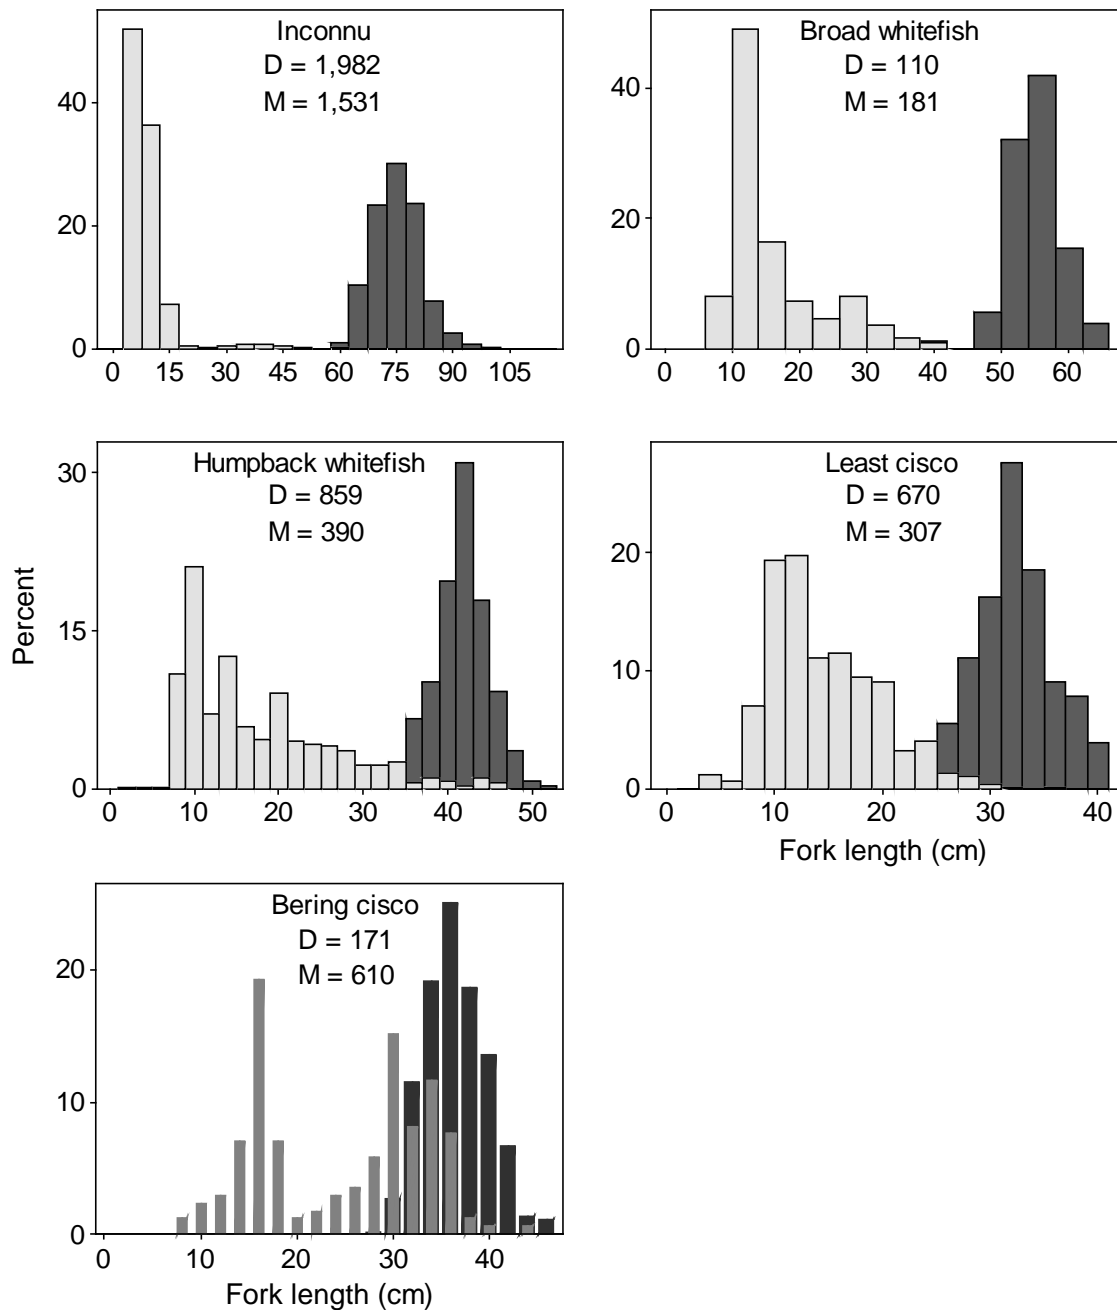 Inconnu
D = 1,982
M = 1,531
40
20
0
0 15 30 45 60 75 90 105
Broad whitefish
D = 110
M = 181
40
20
0
0 10 20 30 40 50 60
Percent
Humpback whitefish
D = 859
M = 390
30
15
0
0 10 20 30 40 50
Least cisco
D = 670
M = 307
20
10
0
0 10 20 30 40
Fork length (cm)
Bering cisco
D = 171
M = 610
20
10
0
0 10 20 30 40
Fork length (cm)